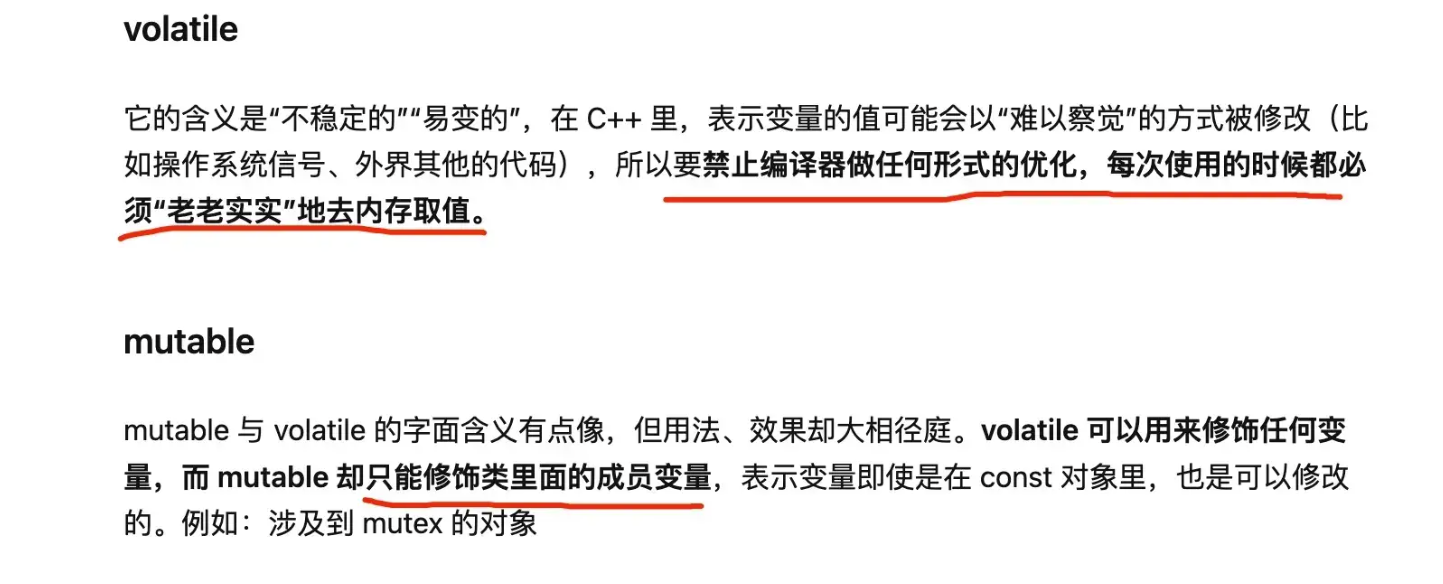 volatile
它的含义是“不稳定的”“易变的”，在 C++ 里，表示变量的值可能会以“难以察觉”的方式被修改（比
如操作系统信号、外界其他的代码），所以要禁止编译器做任何形式的优化，每次使用的时候都必
须“老老实实”地去内存取值。
mutable
mutable 与 volatile 的字面含义有点像，但用法、效果却大相径庭。volatile 可以用来修饰任何变
量，而 mutable 却只能修饰类里面的成员变量，表示变量即使是在 const 对象里，也是可以修改
的。例如：涉及到 mutex 的对象